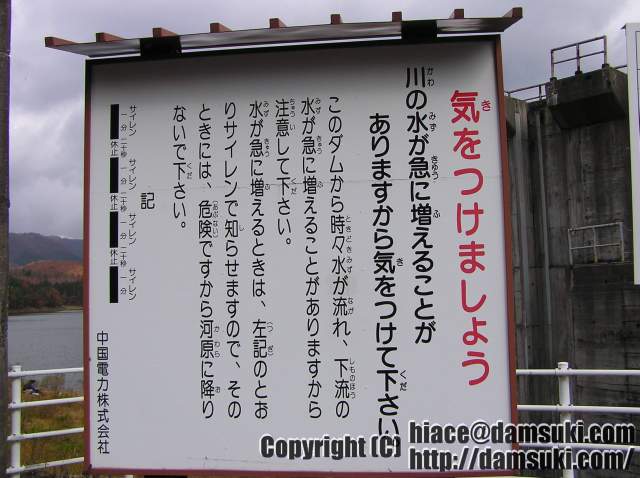 気をつけましょう
川の水が急に増えることが
ありますから気をつけて下さい。
このダムから時々水が流れ、下流の
水が急に増えることがありますから
注意して下さい。
水が急に増えるときは、左記のとお
りサイレンで知らせますので、その
ときには、危険ですから河原に降り
ないで下さい。
記
サイレン 一分
休止 二十秒
サイレン 一分
休止 二十秒
サイレン 一分
休止 二十秒
サイレン 一分
中国電力株式会社
Copyright (C) hiace@damsuki.com
http://damsuki.com/